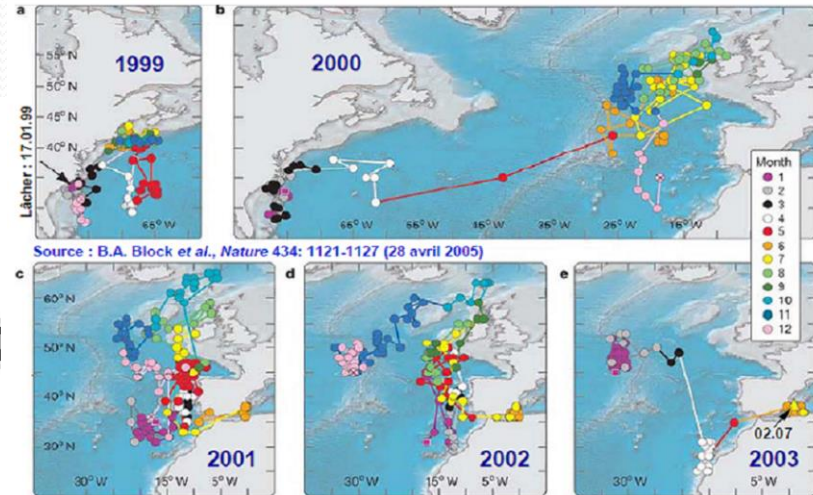 a
b
1999
2000
55° N
50° N
45° N
40° N
Lâcher : 17.01.99
65° W
65° W
55° W
45° W
35° W
25° W
15° W
Month
1
2
3
4
5
6
7
8
9
10
11
12
Source : B.A. Block et al., Nature 434: 1121-1127 (28 avril 2005)
c
d
e
60° N
50° N
40° N
30° N
2001
2002
2003
02.07
30° W
15° W
5° W
30° W
15° W
5° W
30° W
5° W